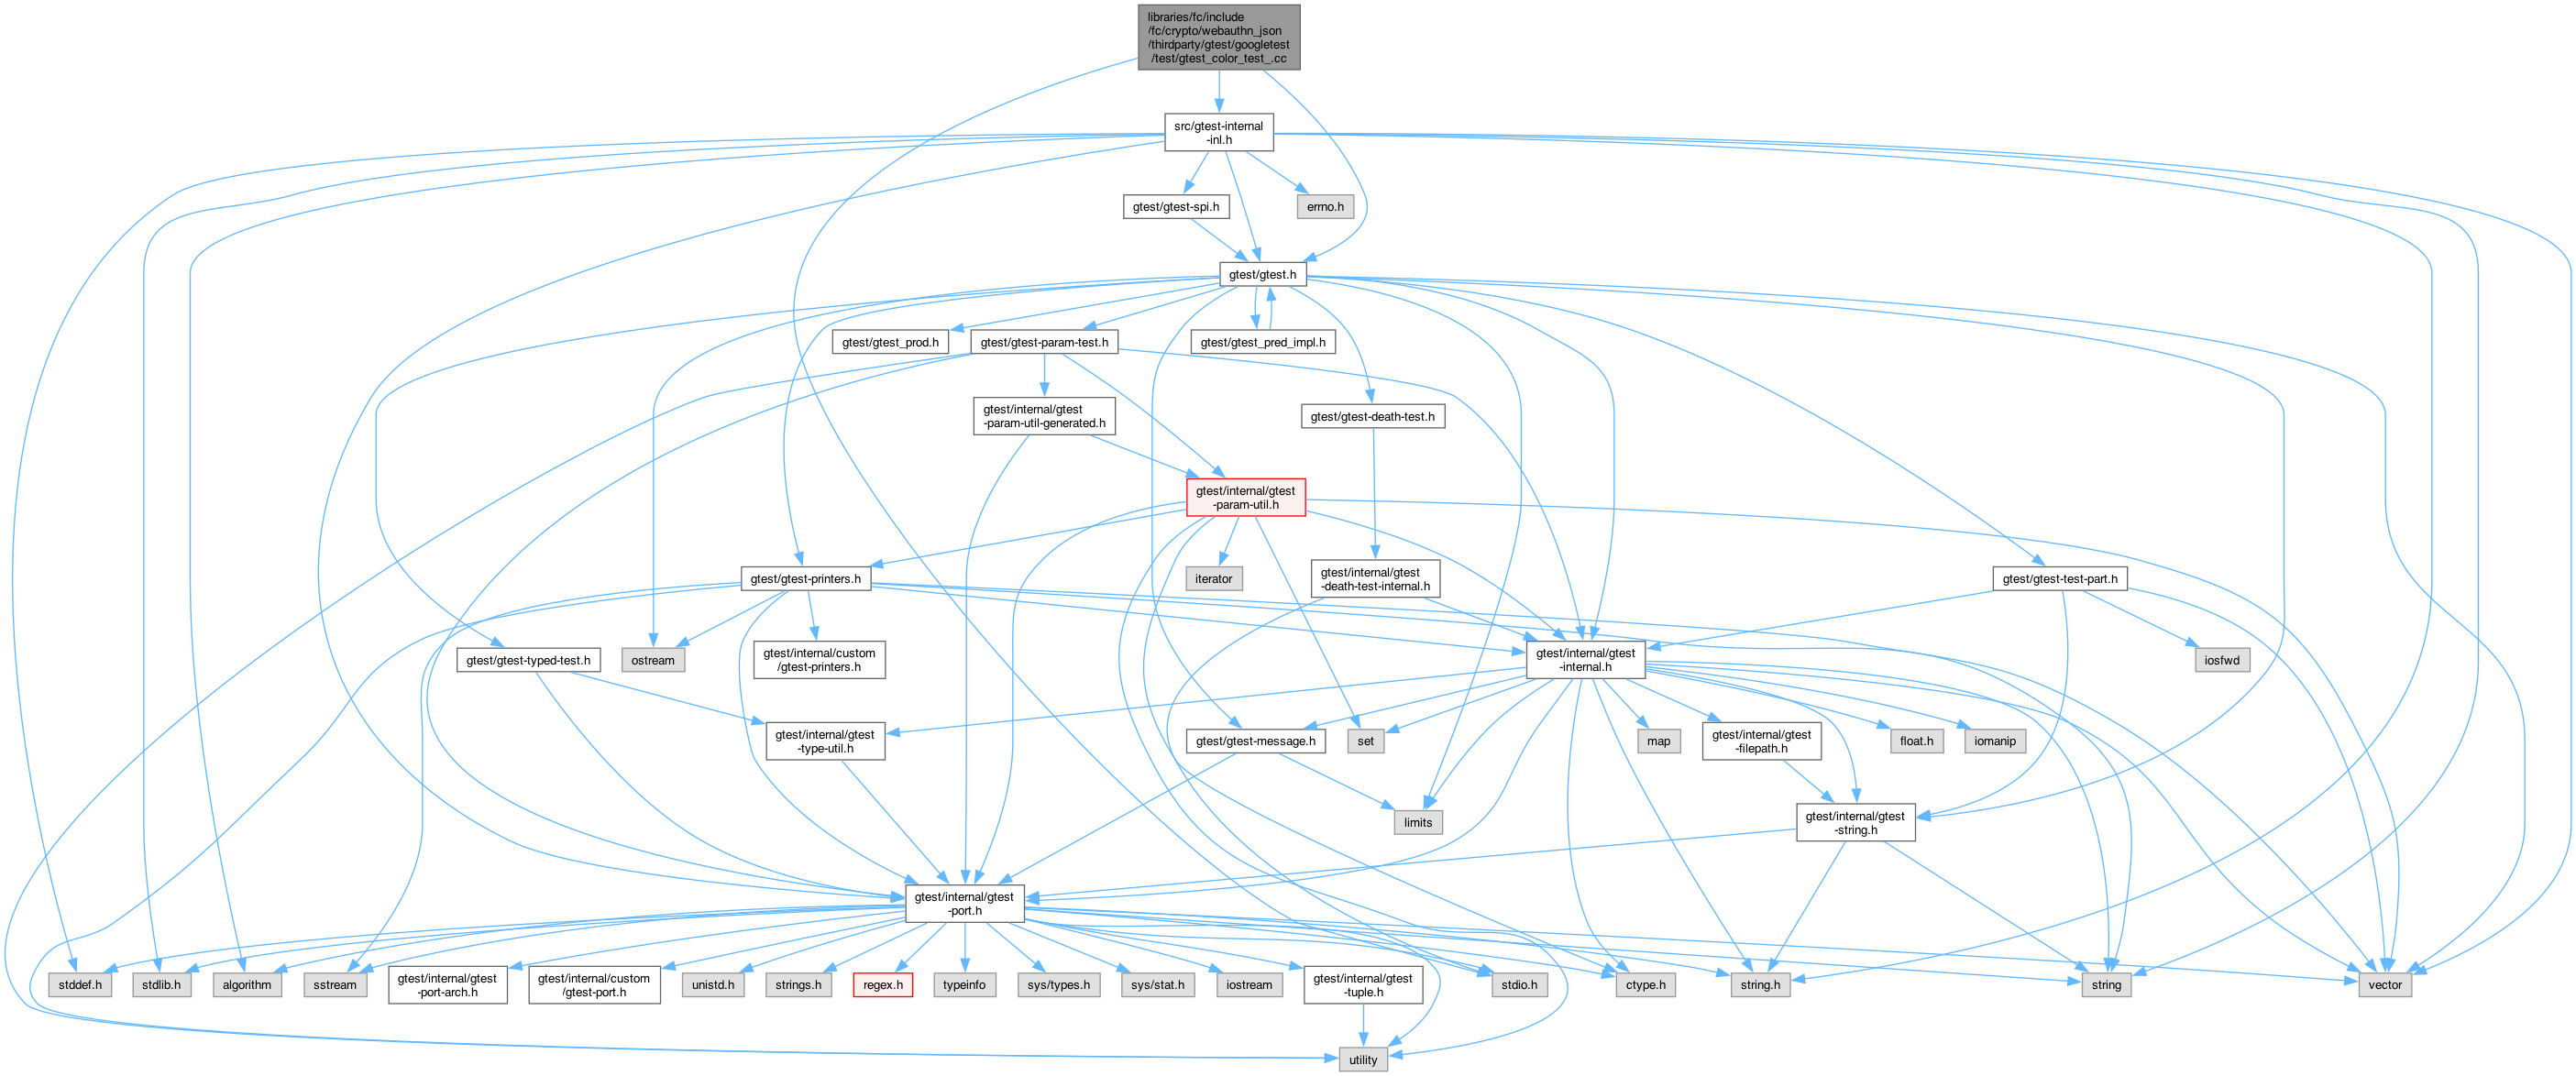 libraries/fc/include
/fc/crypto/webauthn_json
/thirdparty/gtest/googletest
/test/gtest_color_test_.cc
src/gtest-internal
-inl.h
gtest/gtest-spi.h
errno.h
gtest/gtest.h
gtest/gtest_prod.h
gtest/gtest-param-test.h
gtest/gtest_pred_impl.h
gtest/internal/gtest
-param-util-generated.h
gtest/gtest-death-test.h
gtest/internal/gtest
-param-util.h
gtest/gtest-printers.h
iterator
gtest/internal/gtest
-death-test-internal.h
gtest/gtest-test-part.h
gtest/gtest-typed-test.h
ostream
gtest/internal/custom
/gtest-printers.h
gtest/internal/gtest
-internal.h
iosfwd
gtest/internal/gtest
-type-util.h
gtest/gtest-message.h
set
map
gtest/internal/gtest
-filepath.h
float.h
iomanip
limits
gtest/internal/gtest
-string.h
gtest/internal/gtest
-port.h
stddef.h
stdlib.h
algorithm
sstream
gtest/internal/gtest
-port-arch.h
gtest/internal/custom
/gtest-port.h
unistd.h
strings.h
regex.h
typeinfo
sys/types.h
sys/stat.h
iostream
gtest/internal/gtest
-tuple.h
stdio.h
ctype.h
string.h
string
vector
utility